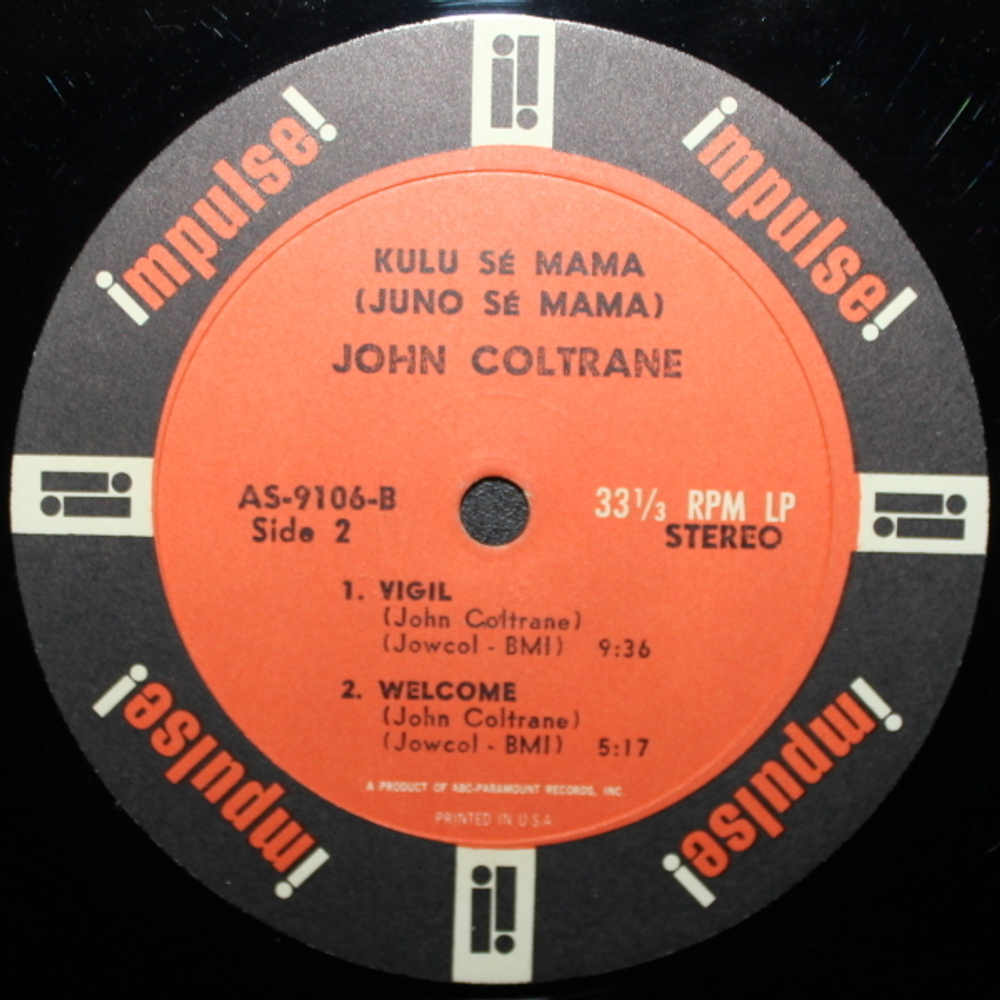 impulse!
impulse!
KULU SÉ MAMA
(JUNO SÉ MAMA)
JOHN COLTRANE
AS-9106-B
Side 2
33⅓ RPM LP
STEREO
1. VIGIL
(John Coltrane)
(Jowcol - BMI) 9:36
2. WELCOME
(John Coltrane)
(Jowcol - BMI) 5:17
A PRODUCT OF ABC-PARAMOUNT RECORDS, INC.
PRINTED IN U.S.A.
impulse!
impulse!